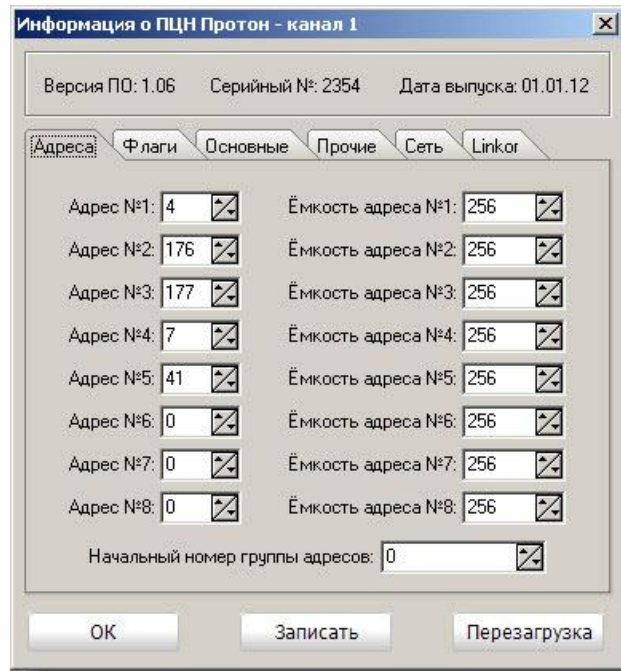 Информация о ПЦН Протон - канал 1
Версия ПО: 1.06 Серийный №: 2354 Дата выпуска: 01.01.12
Адреса Флаги Основные Прочие Сеть Linkor
Адрес №1: 4 Ёмкость адреса №1: 256
Адрес №2: 176 Ёмкость адреса №2: 256
Адрес №3: 177 Ёмкость адреса №3: 256
Адрес №4: 7 Ёмкость адреса №4: 256
Адрес №5: 41 Ёмкость адреса №5: 256
Адрес №6: 0 Ёмкость адреса №6: 256
Адрес №7: 0 Ёмкость адреса №7: 256
Адрес №8: 0 Ёмкость адреса №8: 256
Начальный номер группы адресов: 0
ОК Записать Перезагрузка